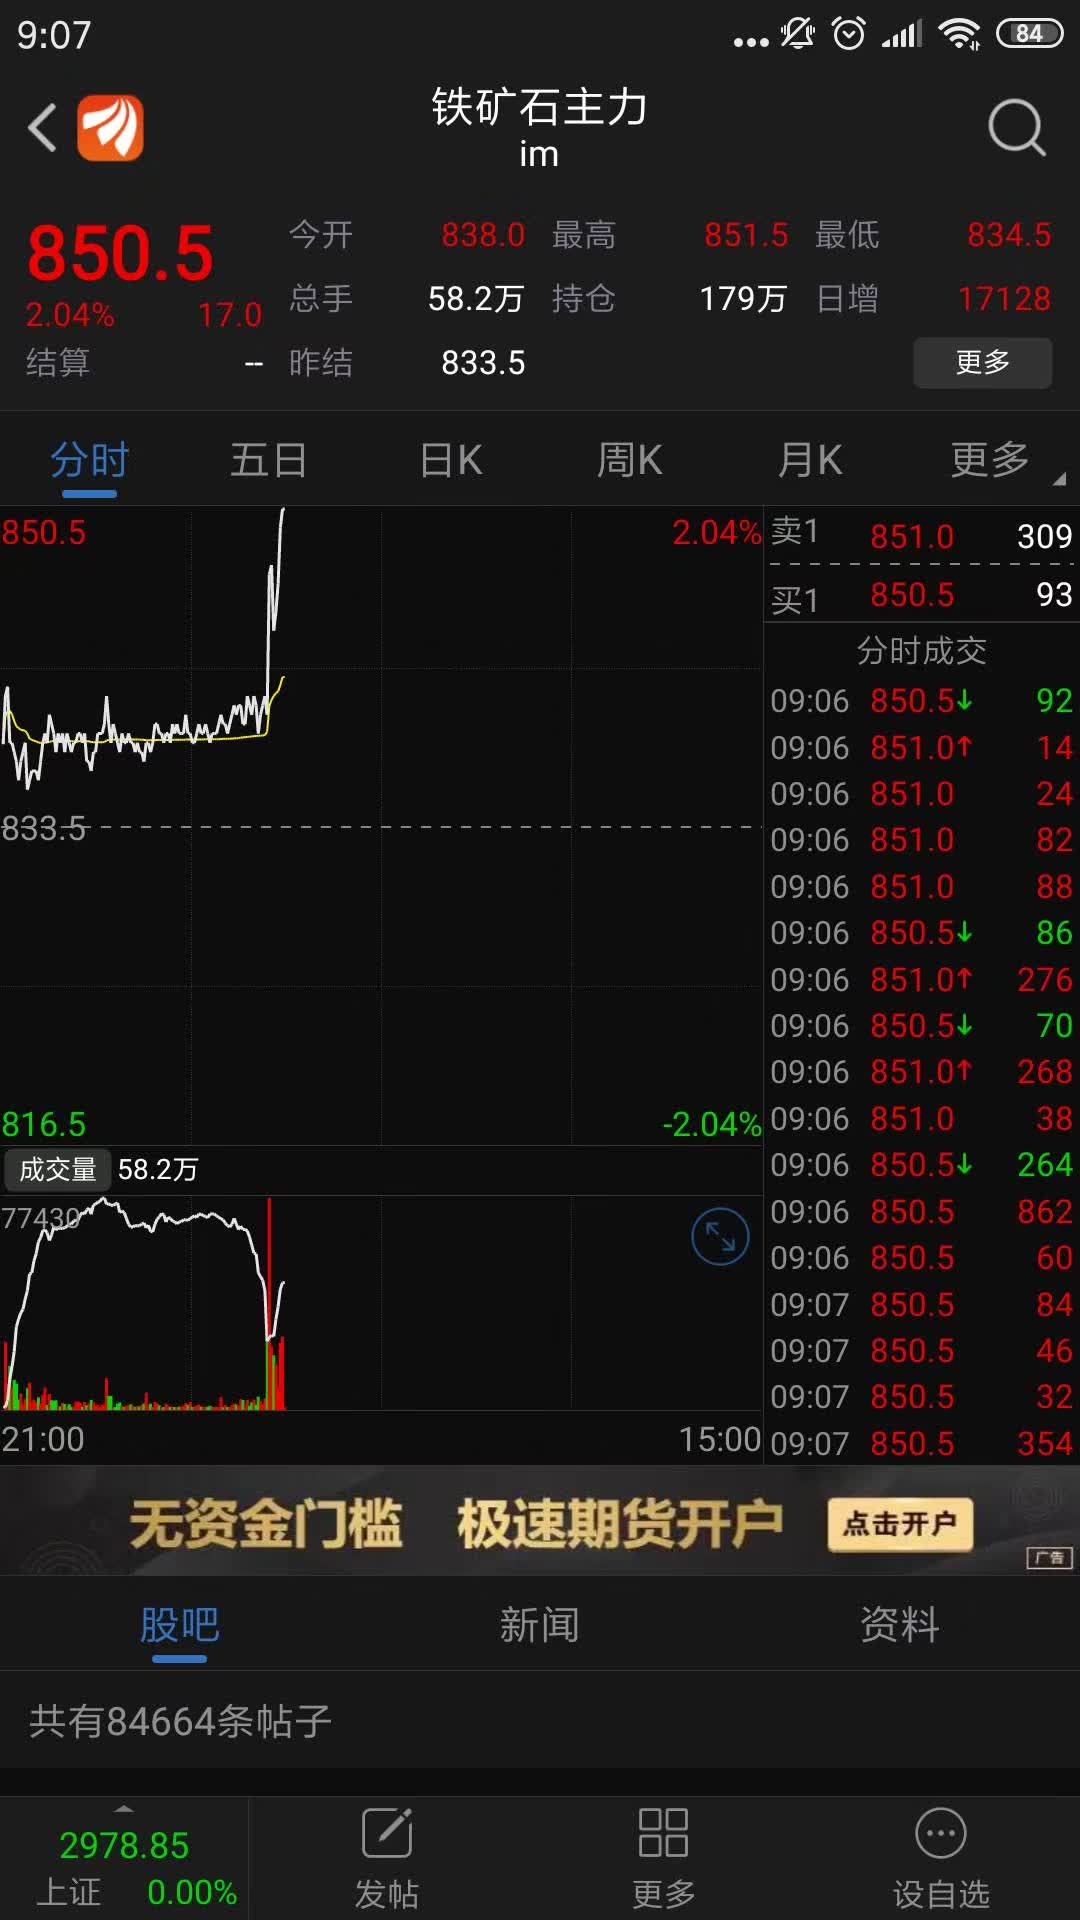 9:07
84
铁矿石主力
im
850.5 今开 838.0 最高 851.5 最低 834.5
2.04% 17.0 总手 58.2万 持仓 179万 日增 17128
结算 -- 昨结 833.5 更多
分时 五日 日K 周K 月K 更多
850.5 2.04%
833.5
816.5 -2.04%
成交量 58.2万
77430
21:00 15:00
卖1 851.0 309
买1 850.5 93
分时成交
09:06 850.5↓ 92
09:06 851.0↑ 14
09:06 851.0 24
09:06 851.0 82
09:06 851.0 88
09:06 850.5↓ 86
09:06 851.0↑ 276
09:06 850.5↓ 70
09:06 851.0↑ 268
09:06 851.0 38
09:06 850.5↓ 264
09:06 850.5 862
09:06 850.5 60
09:07 850.5 84
09:07 850.5 46
09:07 850.5 32
09:07 850.5 354
无资金门槛 极速期货开户 点击开户
广告
股吧 新闻 资料
共有84664条帖子
2978.85
上证 0.00%
发帖 更多 设自选